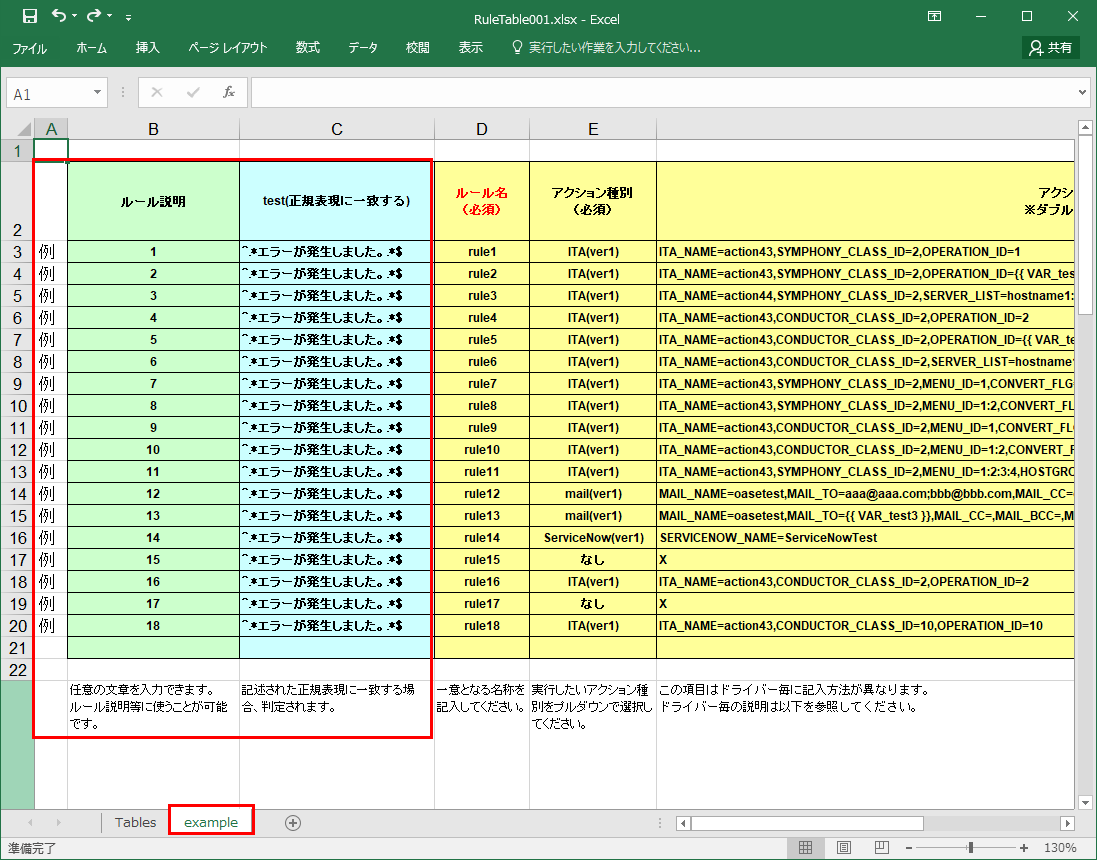 RuleTable001.xlsx - Excel
ファイル ホーム 挿入 ページ レイアウト 数式 データ 校閲 表示 実行したい作業を入力してください... 共有
A1 fx
A B C D E
1
2 ルール説明 test(正規表現に一致する) ルール名 アクション種別 アクシ
（必須） （必須） ※ダブル
3 例 1 ^.*エラーが発生しました。.*$ rule1 ITA(ver1) ITA_NAME=action43,SYMPHONY_CLASS_ID=2,OPERATION_ID=1
4 例 2 ^.*エラーが発生しました。.*$ rule2 ITA(ver1) ITA_NAME=action43,SYMPHONY_CLASS_ID=2,OPERATION_ID={{ VAR_tes
5 例 3 ^.*エラーが発生しました。.*$ rule3 ITA(ver1) ITA_NAME=action44,SYMPHONY_CLASS_ID=2,SERVER_LIST=hostname1:
6 例 4 ^.*エラーが発生しました。.*$ rule4 ITA(ver1) ITA_NAME=action43,CONDUCTOR_CLASS_ID=2,OPERATION_ID=2
7 例 5 ^.*エラーが発生しました。.*$ rule5 ITA(ver1) ITA_NAME=action43,CONDUCTOR_CLASS_ID=2,OPERATION_ID={{ VAR_te
8 例 6 ^.*エラーが発生しました。.*$ rule6 ITA(ver1) ITA_NAME=action43,CONDUCTOR_CLASS_ID=2,SERVER_LIST=hostname
9 例 7 ^.*エラーが発生しました。.*$ rule7 ITA(ver1) ITA_NAME=action43,SYMPHONY_CLASS_ID=2,MENU_ID=1,CONVERT_FLG
10 例 8 ^.*エラーが発生しました。.*$ rule8 ITA(ver1) ITA_NAME=action43,SYMPHONY_CLASS_ID=2,MENU_ID=1:2,CONVERT_FL
11 例 9 ^.*エラーが発生しました。.*$ rule9 ITA(ver1) ITA_NAME=action43,CONDUCTOR_CLASS_ID=2,MENU_ID=1,CONVERT_FL
12 例 10 ^.*エラーが発生しました。.*$ rule10 ITA(ver1) ITA_NAME=action43,CONDUCTOR_CLASS_ID=2,MENU_ID=1:2,CONVERT_F
13 例 11 ^.*エラーが発生しました。.*$ rule11 ITA(ver1) ITA_NAME=action43,SYMPHONY_CLASS_ID=2,MENU_ID=1:2:3:4,HOSTGRO
14 例 12 ^.*エラーが発生しました。.*$ rule12 mail(ver1) MAIL_NAME=oasetest,MAIL_TO=aaa@aaa.com;bbb@bbb.com,MAIL_CC=
15 例 13 ^.*エラーが発生しました。.*$ rule13 mail(ver1) MAIL_NAME=oasetest,MAIL_TO={{ VAR_test3 }},MAIL_CC=,MAIL_BCC=,M
16 例 14 ^.*エラーが発生しました。.*$ rule14 ServiceNow(ver1) SERVICENOW_NAME=ServiceNowTest
17 例 15 ^.*エラーが発生しました。.*$ rule15 なし X
18 例 16 ^.*エラーが発生しました。.*$ rule16 ITA(ver1) ITA_NAME=action43,CONDUCTOR_CLASS_ID=2,OPERATION_ID=2
19 例 17 ^.*エラーが発生しました。.*$ rule17 なし X
20 例 18 ^.*エラーが発生しました。.*$ rule18 ITA(ver1) ITA_NAME=action43,CONDUCTOR_CLASS_ID=10,OPERATION_ID=10
21
22
任意の文章を入力できます。 記述された正規表現に一致する場 一意となる名称を 実行したいアクション種 この項目はドライバー毎に記入方法が異なります。
ルール説明等に使うことが可能 合、判定されます。 記入してください。 別をプルダウンで選択し ドライバー毎の説明は以下を参照してください。
です。 てください。
Tables example
準備完了 130%